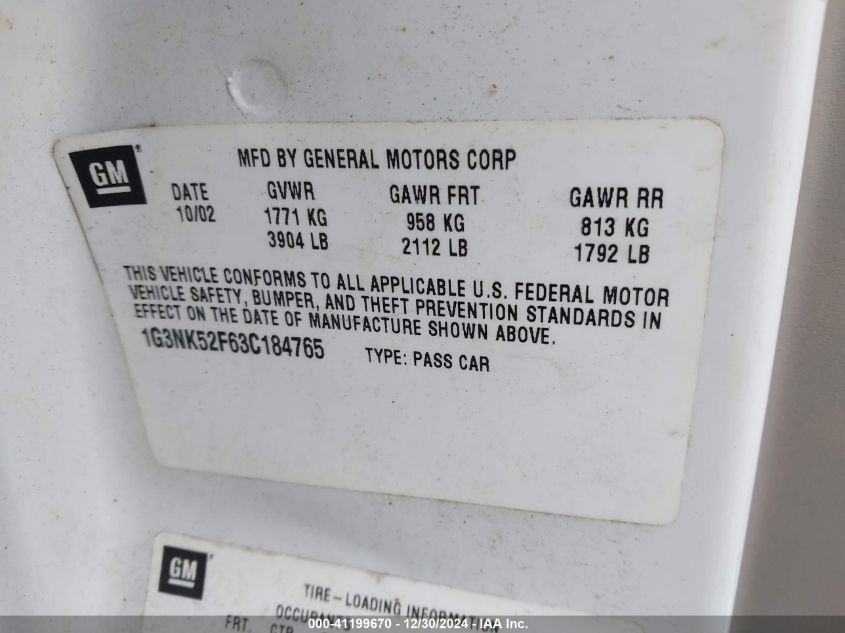 GM
MFD BY GENERAL MOTORS CORP
DATE GVWR GAWR FRT GAWR RR
10/02 1771 KG 958 KG 813 KG
3904 LB 2112 LB 1792 LB
THIS VEHICLE CONFORMS TO ALL APPLICABLE U.S. FEDERAL MOTOR
VEHICLE SAFETY, BUMPER, AND THEFT PREVENTION STANDARDS IN
EFFECT ON THE DATE OF MANUFACTURE SHOWN ABOVE.
1G3NK52F63C184765 TYPE: PASS CAR
GM
TIRE-LOADING INFORMATION
OCCUPANTS
FRT. CTR
000-41199670 - 12/30/2024 - IAA Inc.